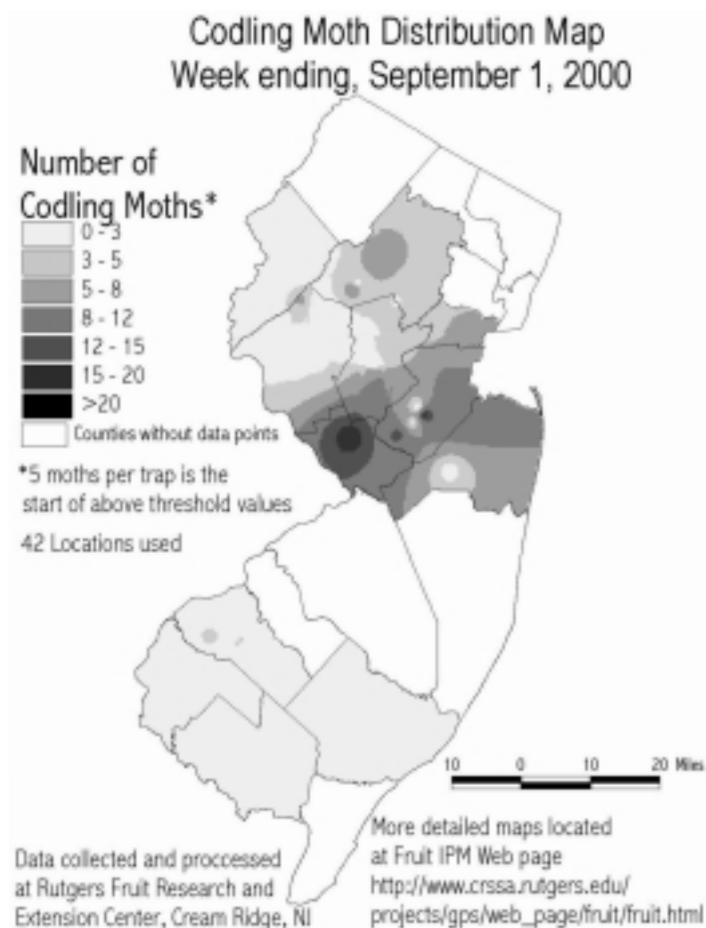 Codling Moth Distribution Map
Week ending, September 1, 2000
Number of
Codling Moths*
0 - 3
3 - 5
5 - 8
8 - 12
12 - 15
15 - 20
>20
Counties without data points
*5 moths per trap is the
start of above threshold values
42 Locations used
10 0 10 20 Miles
Data collected and proccessed
at Rutgers Fruit Research and
Extension Center, Cream Ridge, NJ
More detailed maps located
at Fruit IPM Web page
http://www.crssa.rutgers.edu/
projects/gps/web_page/fruit/fruit.html